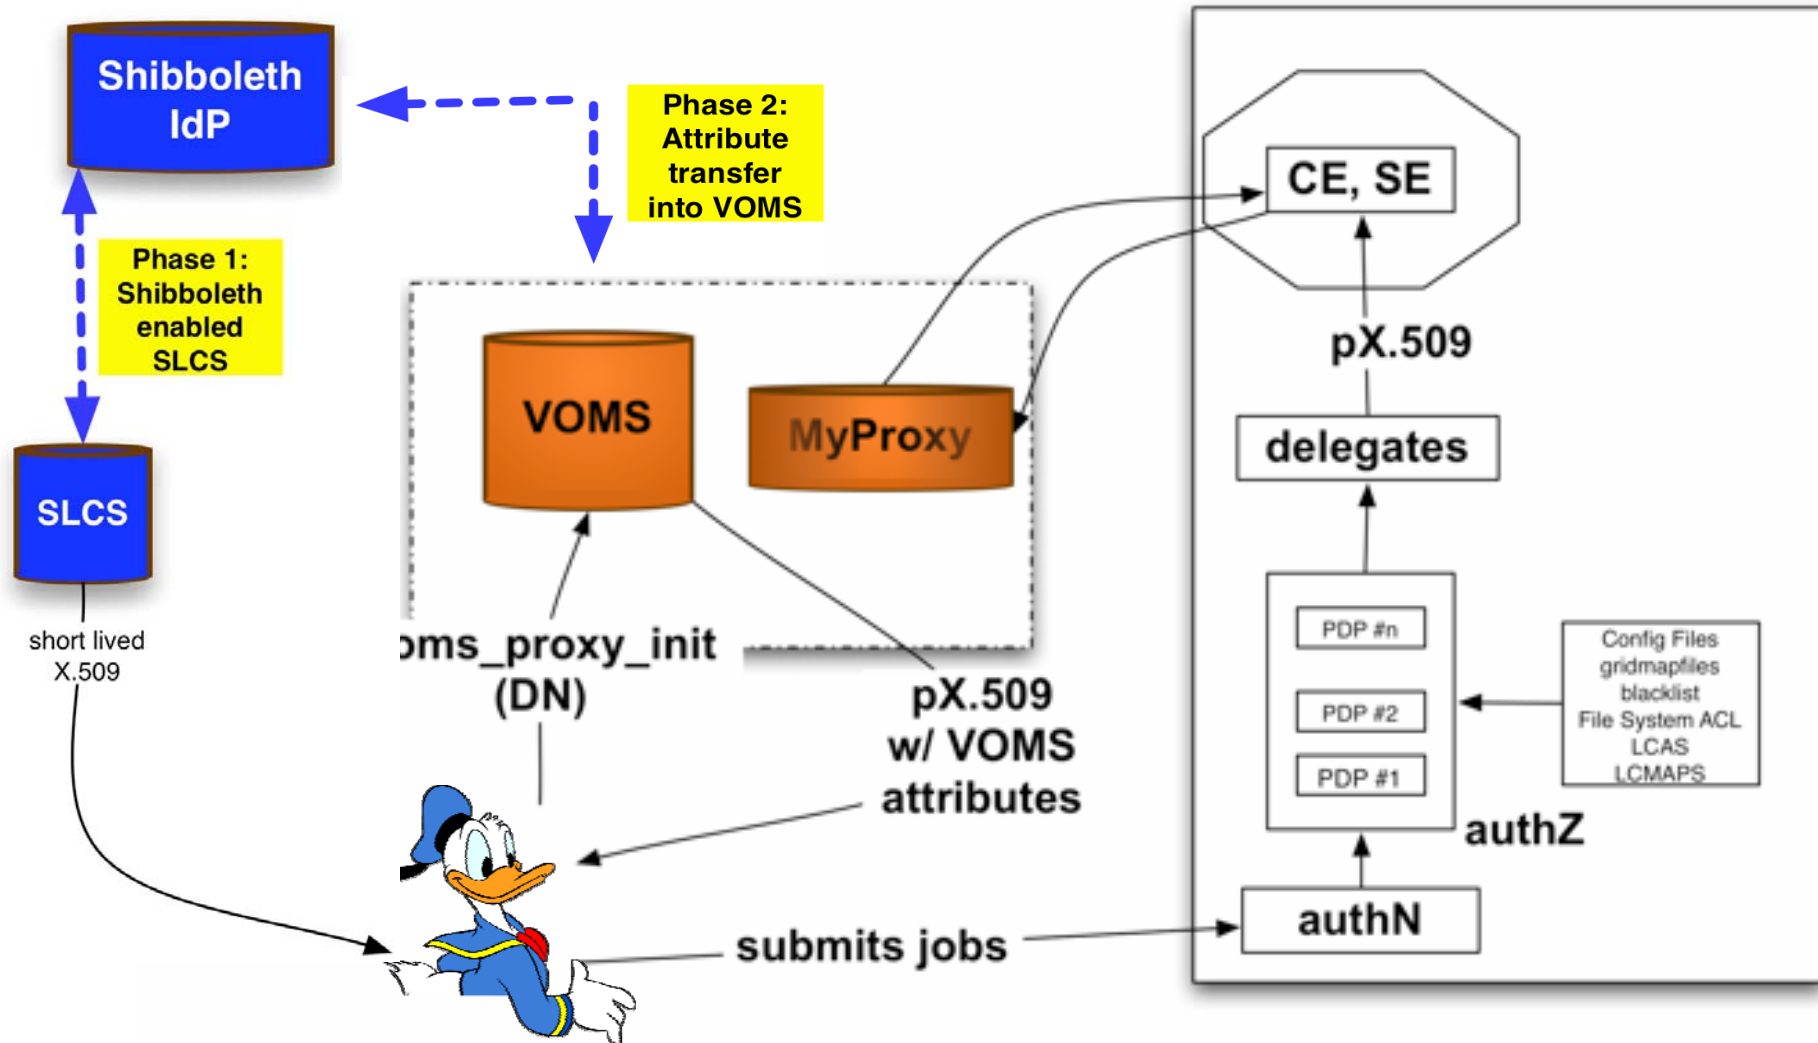 Shibboleth
IdP
Phase 2:
Attribute
transfer
into VOMS
Phase 1:
Shibboleth
enabled
SLCS
SLCS
short lived
X.509
VOMS
MyProxy
oms_proxy_init
(DN)
pX.509
w/ VOMS
attributes
submits jobs
CE, SE
pX.509
delegates
PDP #n
PDP #2
PDP #1
authZ
authN
Config Files
gridmapfiles
blacklist
File System ACL
LCAS
LCMAPS